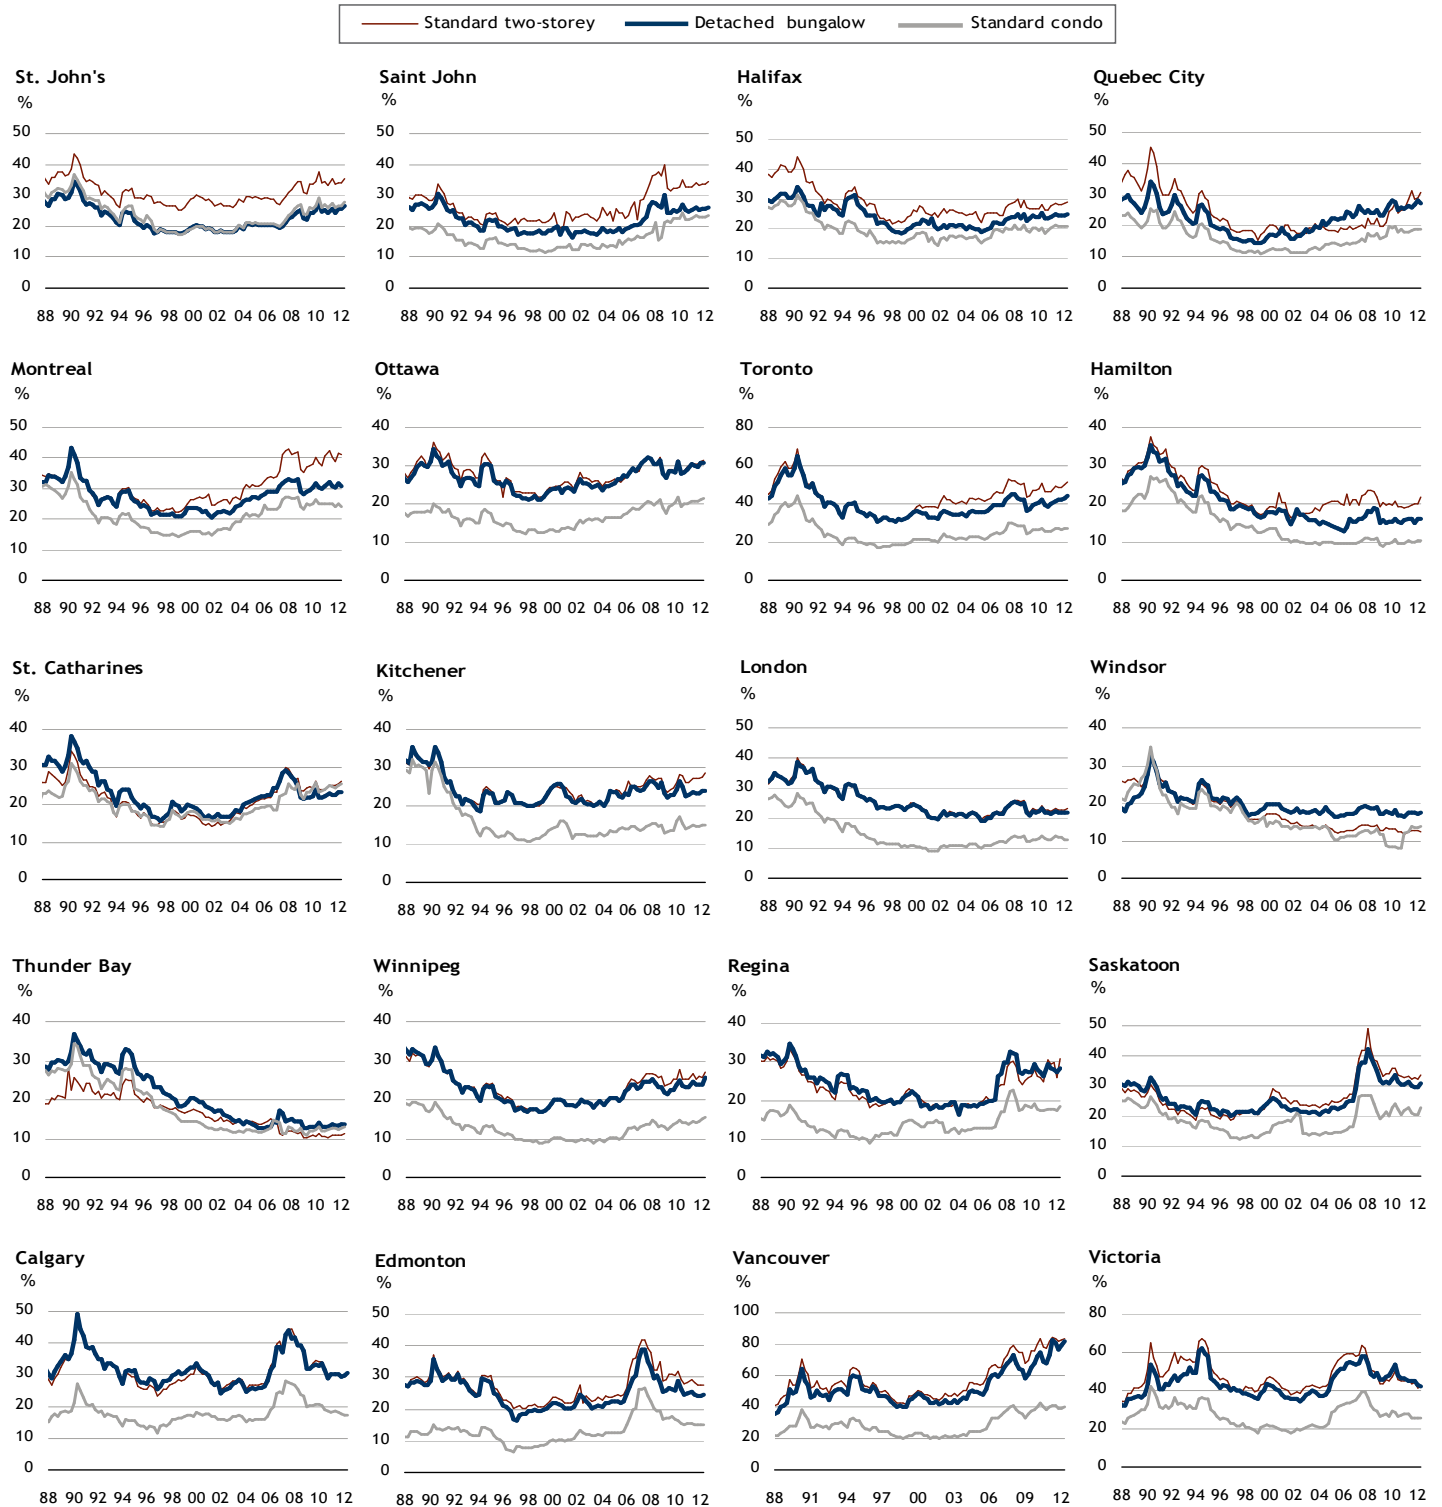 Standard two-storey Detached bungalow Standard condo
St. John's Saint John Halifax Quebec City
% % % %
50 50 50 50
40 40 40 40
30 30 30 30
20 20 20 20
10 10 10 10
0 0 0 0
88 90 92 94 96 98 00 02 04 06 08 10 12 88 90 92 94 96 98 00 02 04 06 08 10 12 88 90 92 94 96 98 00 02 04 06 08 10 12 88 90 92 94 96 98 00 02 04 06 08 10 12
Montreal Ottawa Toronto Hamilton
% % % %
50 40 80 40
40 30 60 30
30 20 40 20
20 10 20 10
10 0 0 0
0
88 90 92 94 96 98 00 02 04 06 08 10 12 88 90 92 94 96 98 00 02 04 06 08 10 12 88 90 92 94 96 98 00 02 04 06 08 10 12 88 90 92 94 96 98 00 02 04 06 08 10 12
St. Catharines Kitchener London Windsor
% % % %
40 40 50 40
30 30 40 30
20 20 30 20
10 10 20 10
0 0 10 0
0
88 90 92 94 96 98 00 02 04 06 08 10 12 88 90 92 94 96 98 00 02 04 06 08 10 12 88 90 92 94 96 98 00 02 04 06 08 10 12 88 90 92 94 96 98 00 02 04 06 08 10 12
Thunder Bay Winnipeg Regina Saskatoon
% % % %
40 40 40 50
30 30 30 40
20 20 20 30
10 10 10 20
0 0 0 10
0
88 90 92 94 96 98 00 02 04 06 08 10 12 88 90 92 94 96 98 00 02 04 06 08 10 12 88 90 92 94 96 98 00 02 04 06 08 10 12 88 90 92 94 96 98 00 02 04 06 08 10 12
Calgary Edmonton Vancouver Victoria
% % % %
50 50 100 80
40 40 80 60
30 30 60 40
20 20 40 20
10 10 20 0
0 0 0
88 90 92 94 96 98 00 02 04 06 08 10 12 88 90 92 94 96 98 00 02 04 06 08 10 12 88 91 94 97 00 03 06 09 12 88 90 92 94 96 98 00 02 04 06 08 10 12